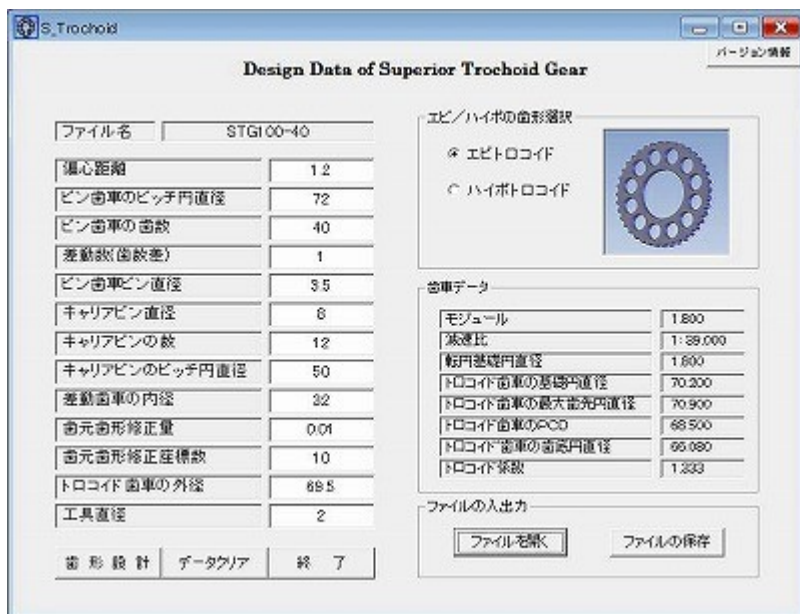 S_Trochoid
バージョン情報
Design Data of Superior Trochoid Gear
ファイル名 STG100-40
偏心距離 1.2
ピン歯車のピッチ円直径 72
ピン歯車の歯数 40
差動数(歯数差) 1
ピン歯車ピン直径 3.5
キャリアピン直径 8
キャリアピンの数 12
キャリアピンのピッチ円直径 50
差動歯車の内径 32
歯元歯形修正量 0.01
歯元歯形修正座標数 10
トロコイド歯車の外径 69.5
工具直径 2
歯形設計 データクリア 終了
エピ/ハイポの歯形選択
エピトロコイド
ハイポトロコイド
歯車データ
モジュール 1.800
減速比 1:39.000
転円基礎円直径 1.800
トロコイド歯車の基礎円直径 70.200
トロコイド歯車の最大歯先円直径 70.900
トロコイド歯車のPCD 68.500
トロコイド歯車の歯底円直径 66.080
トロコイド係数 1.333
ファイルの入出力
ファイルを開く ファイルの保存